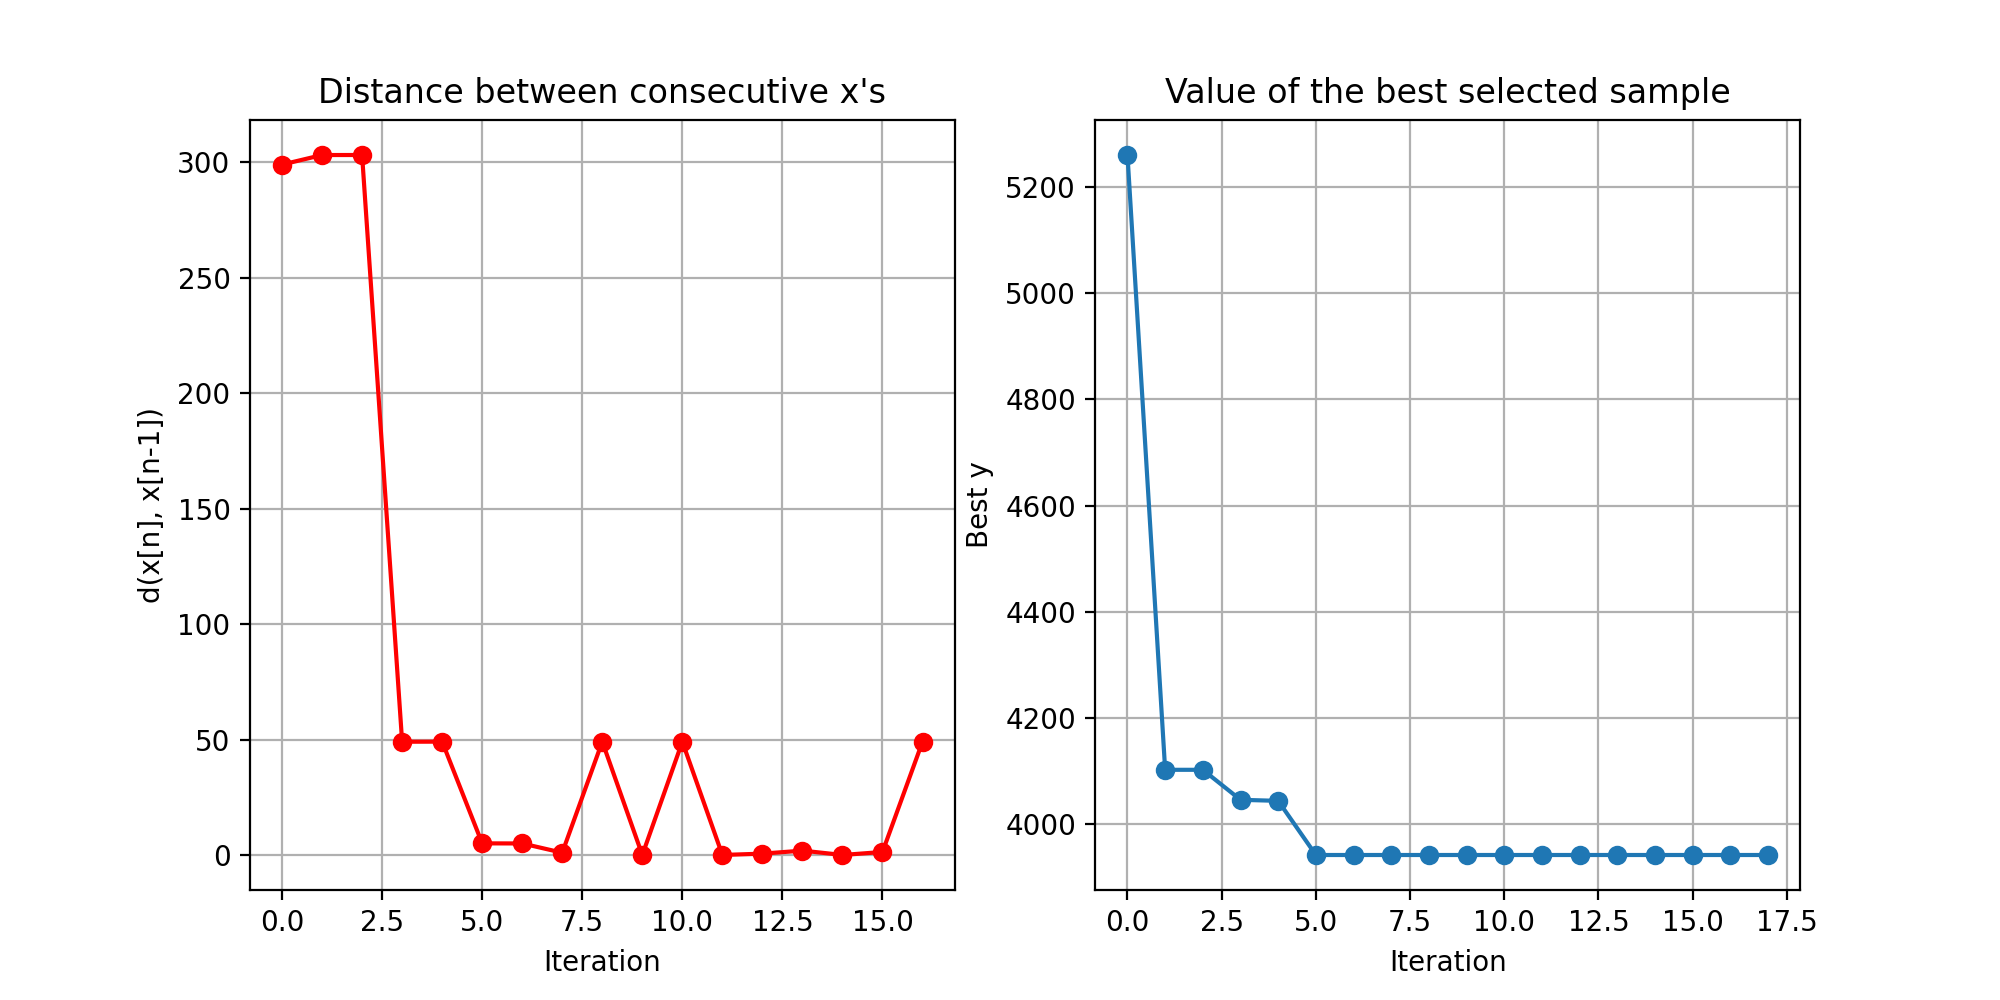 Distance between consecutive x's
d(x[n], x[n-1])
300
250
200
150
100
50
0
0.0 2.5 5.0 7.5 10.0 12.5 15.0
Iteration
Value of the best selected sample
Best y
5200
5000
4800
4600
4400
4200
4000
0.0 2.5 5.0 7.5 10.0 12.5 15.0 17.5
Iteration